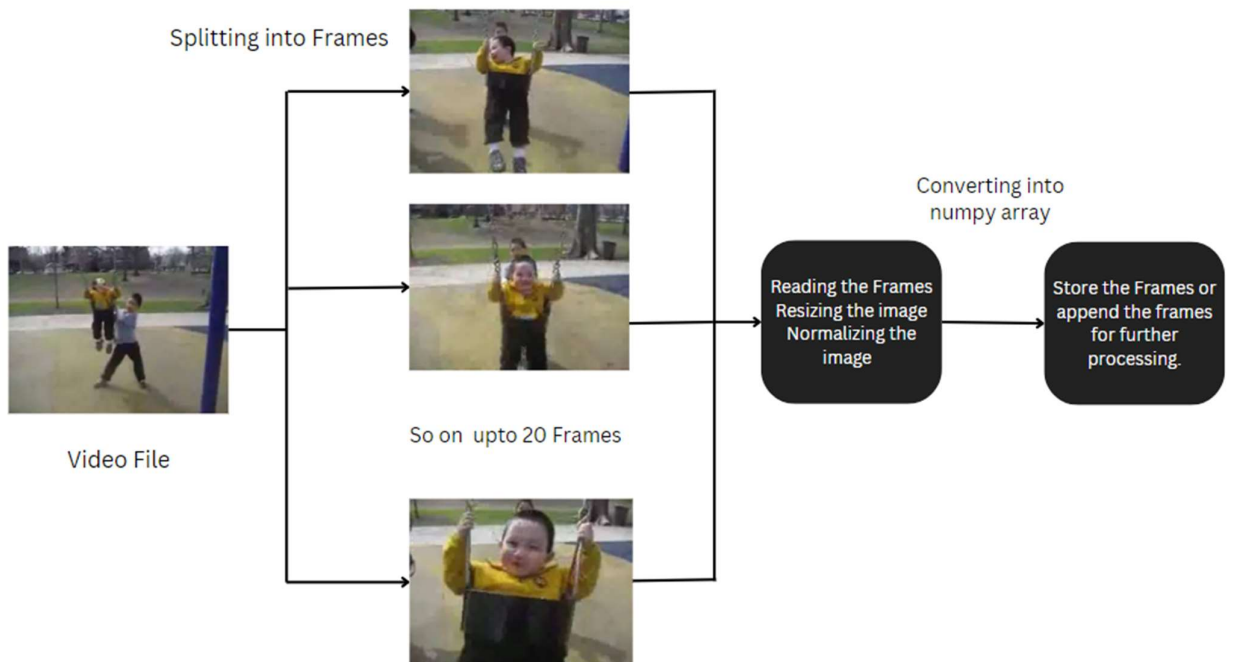 Splitting into Frames
Video File
So on upto 20 Frames
Reading the Frames
Resizing the image
Normalizing the
image
Converting into
numpy array
Store the Frames or
append the frames
for further
processing.